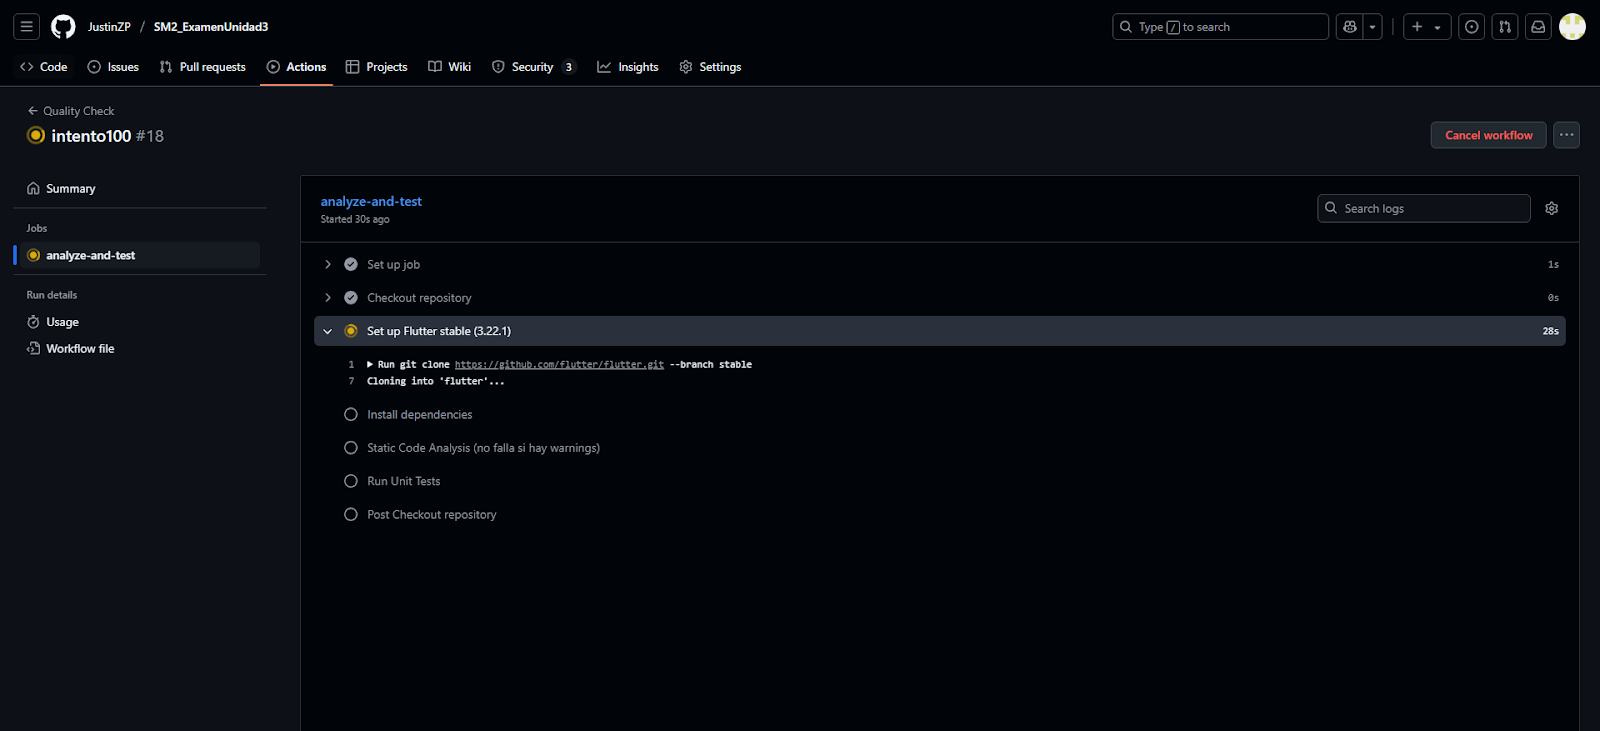 JustinZP / SM2_ExamenUnidad3
Type / to search
Code Issues Pull requests Actions Projects Wiki Security 3 Insights Settings
Quality Check
intento100 #18
Cancel workflow
Summary
Jobs
analyze-and-test
Run details
Usage
Workflow file
analyze-and-test
Started 30s ago
Search logs
Set up job 1s
Checkout repository 0s
Set up Flutter stable (3.22.1) 28s
1 Run git clone https://github.com/flutter/flutter.git --branch stable
7 Cloning into 'flutter'...
Install dependencies
Static Code Analysis (no falla si hay warnings)
Run Unit Tests
Post Checkout repository